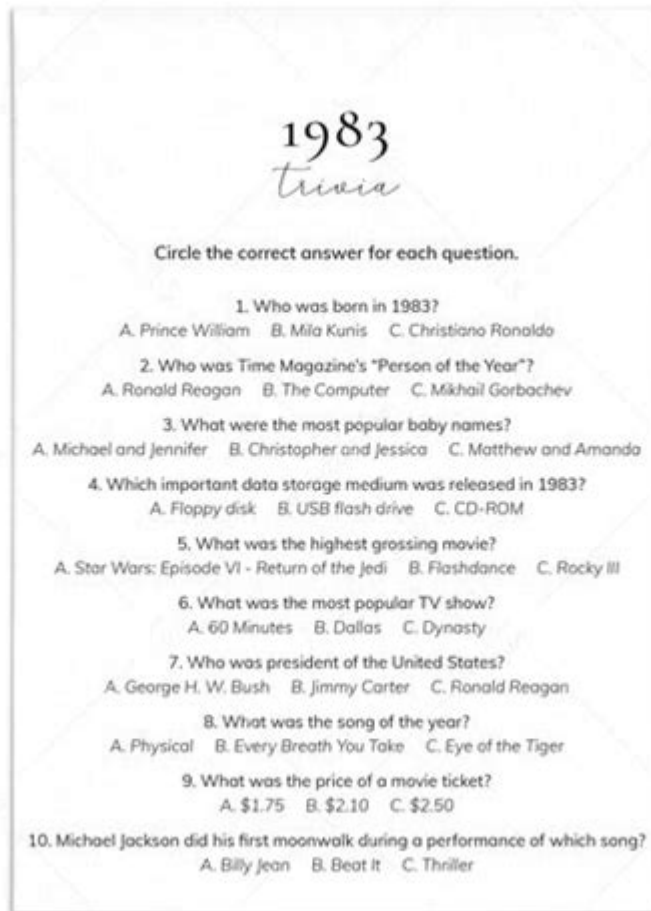 1983
trivia
Circle the correct answer for each question.
1. Who was born in 1983?
A. Prince William B. Mila Kunis C. Christiano Ronaldo
2. Who was Time Magazine's "Person of the Year"?
A. Ronald Reagan B. The Computer C. Mikhail Gorbachev
3. What were the most popular baby names?
A. Michael and Jennifer B. Christopher and Jessica C. Matthew and Amanda
4. Which important data storage medium was released in 1983?
A. Floppy disk B. USB flash drive C. CD-ROM
5. What was the highest grossing movie?
A. Star Wars: Episode VI - Return of the Jedi B. Flashdance C. Rocky III
6. What was the most popular TV show?
A. 60 Minutes B. Dallas C. Dynasty
7. Who was president of the United States?
A. George H. W. Bush B. Jimmy Carter C. Ronald Reagan
8. What was the song of the year?
A. Physical B. Every Breath You Take C. Eye of the Tiger
9. What was the price of a movie ticket?
A. $1.75 B. $2.10 C. $2.50
10. Michael Jackson did his first moonwalk during a performance of which song?
A. Billy Jean B. Beat It C. Thriller